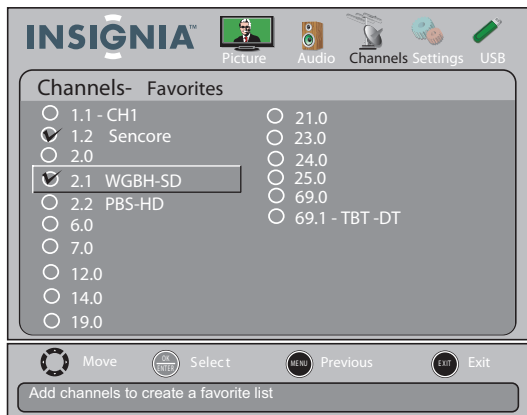 INSIGNIA™
Picture Audio Channels Settings USB
Channels- Favorites
1.1 - CH1
1.2 Sencore
2.0
2.1 WGBH-SD
2.2 PBS-HD
6.0
7.0
12.0
14.0
19.0
21.0
23.0
24.0
25.0
69.0
69.1 - TBT -DT
Move OK ENTER Select MENU Previous EXIT Exit
Add channels to create a favorite list